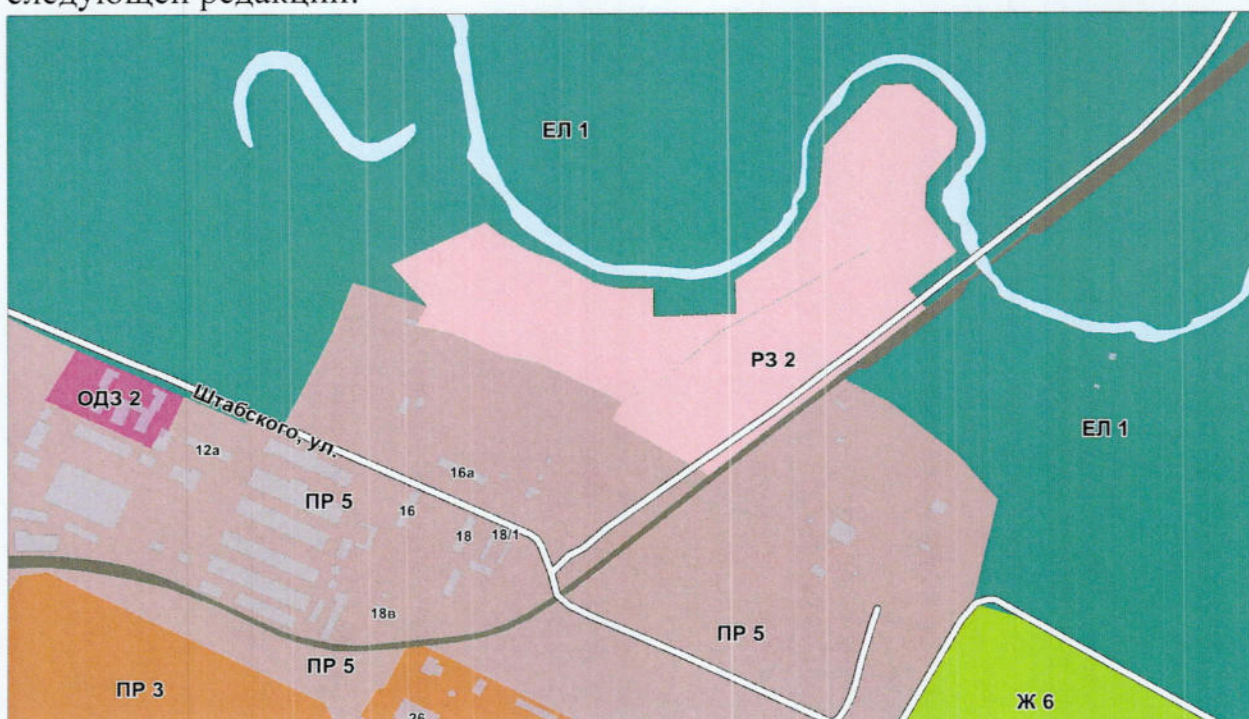 следующей редакции:
ЕЛ 1
РЗ 2
ОДЗ 2
Штабского, ул.
ЕЛ 1
12а
16а
ПР 5
16
18
18/1
18в
ПР 5
ПР 5
ПР 3
Ж 6
26